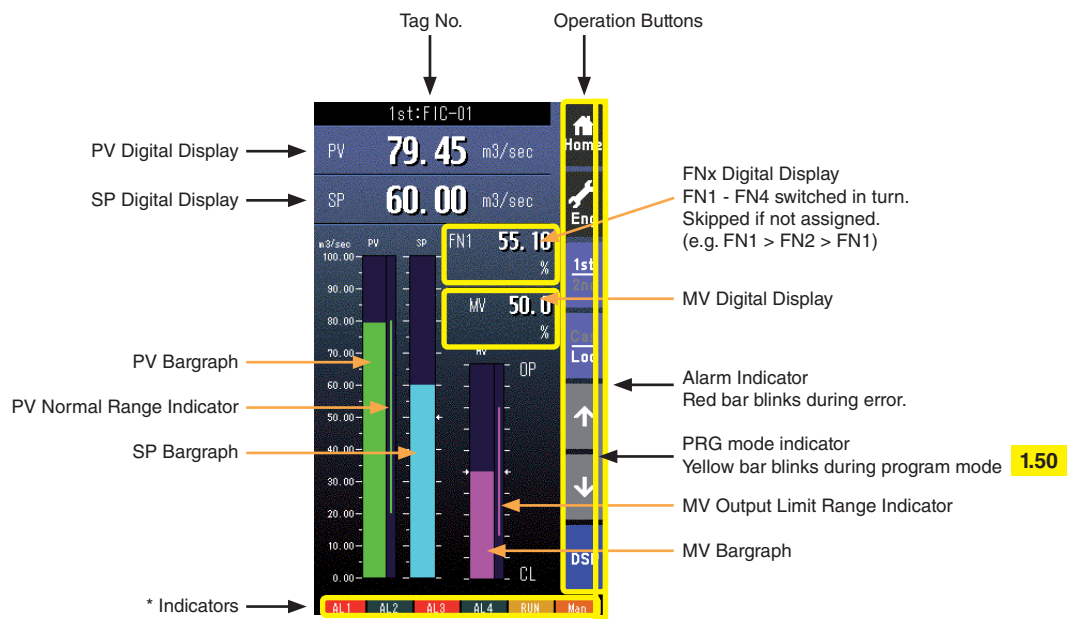 Tag No.
Operation Buttons
1st:FIC-01
PV Digital Display
PV 79.45 m3/sec
Home
SP Digital Display
SP 60.00 m3/sec
Eng
FNx Digital Display
FN1 - FN4 switched in turn.
Skipped if not assigned.
(e.g. FN1 > FN2 > FN1)
m3/sec PV SP
FN1 55.10
%
1st
2nd
MV Digital Display
MV 50.0
%
Cas
Loc
MV
OP
100.00
90.00
80.00
70.00
60.00
50.00
40.00
30.00
20.00
10.00
0.00
CL
DSP
PV Bargraph
PV Normal Range Indicator
SP Bargraph
Alarm Indicator
Red bar blinks during error.
PRG mode indicator
Yellow bar blinks during program mode 1.50
MV Output Limit Range Indicator
MV Bargraph
* Indicators
AL1 AL2 AL3 AL4 RUN Man